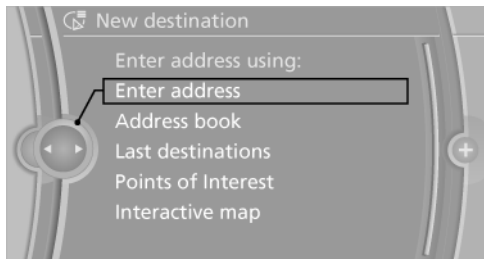 New destination
Enter address using:
Enter address
Address book
Last destinations
Points of Interest
Interactive map